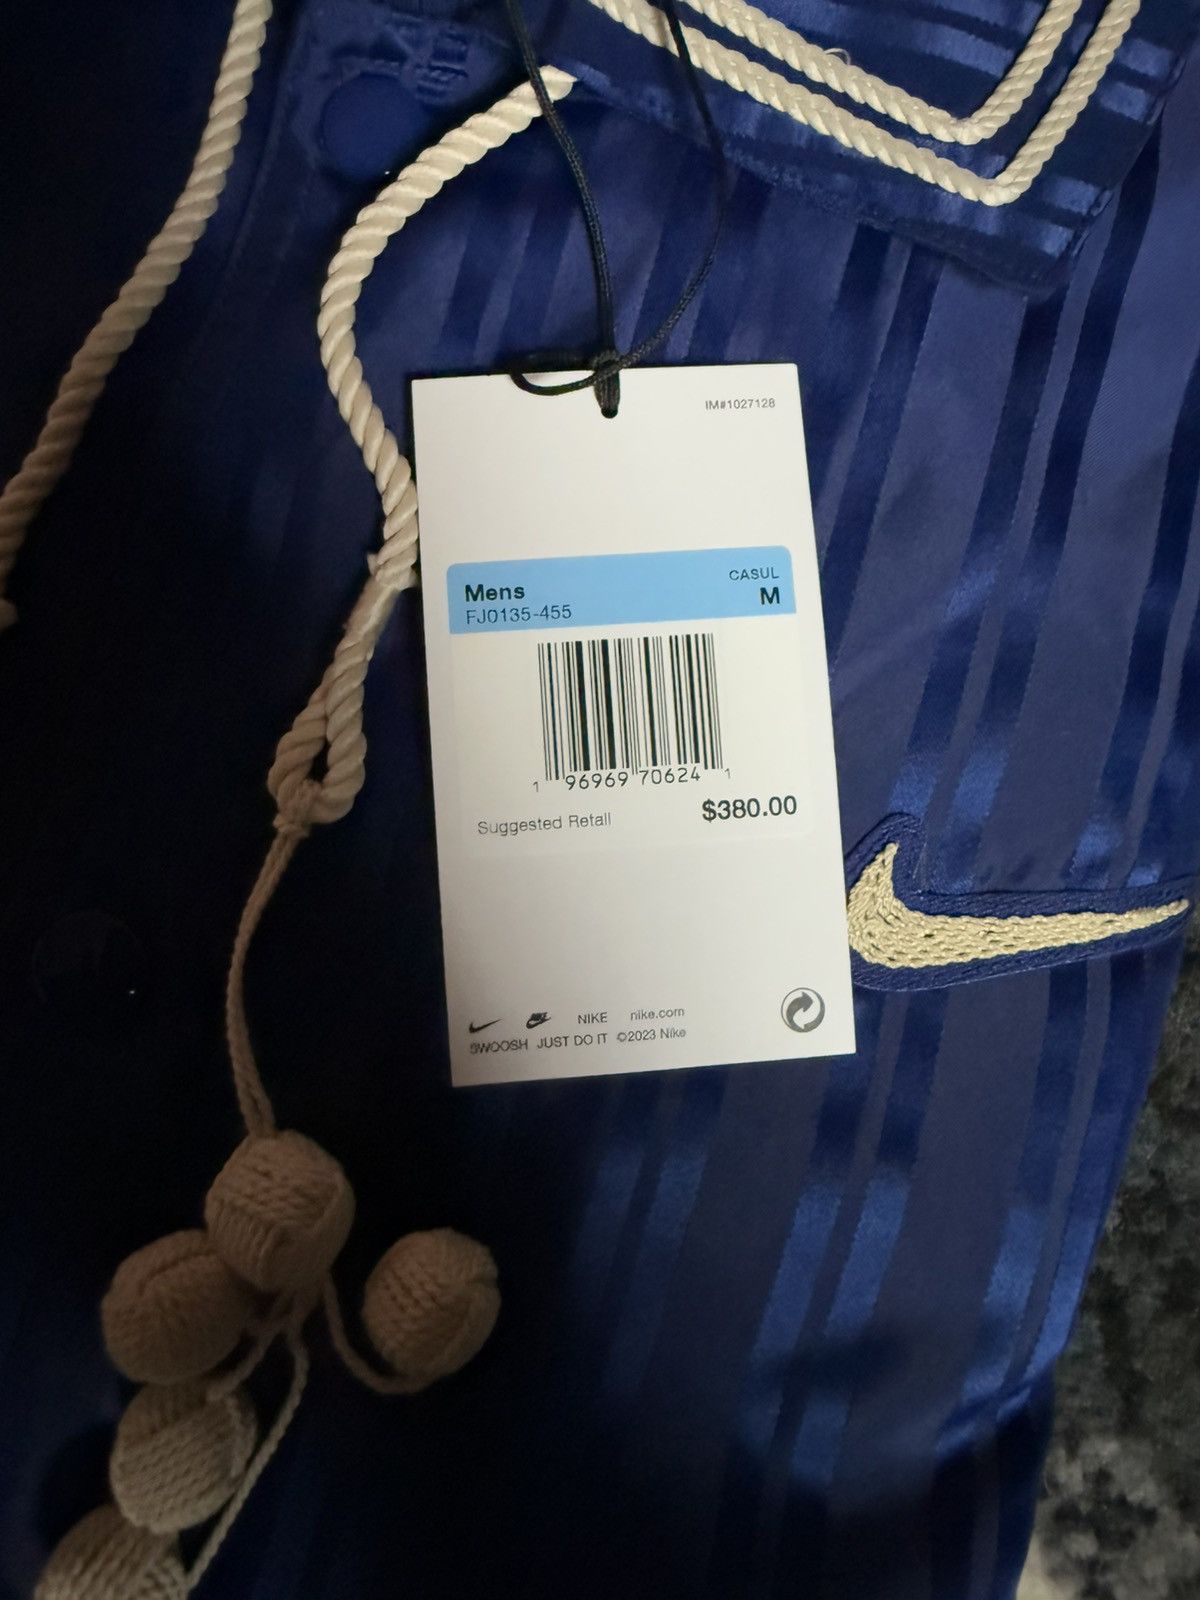 IM#1027128
Mens
CASUL
FJ0135-455
M
1 96969 70624 1
Suggested Retail
$380.00
NIKE nike.com
SWOOSH JUST DO IT ©2023 Nike